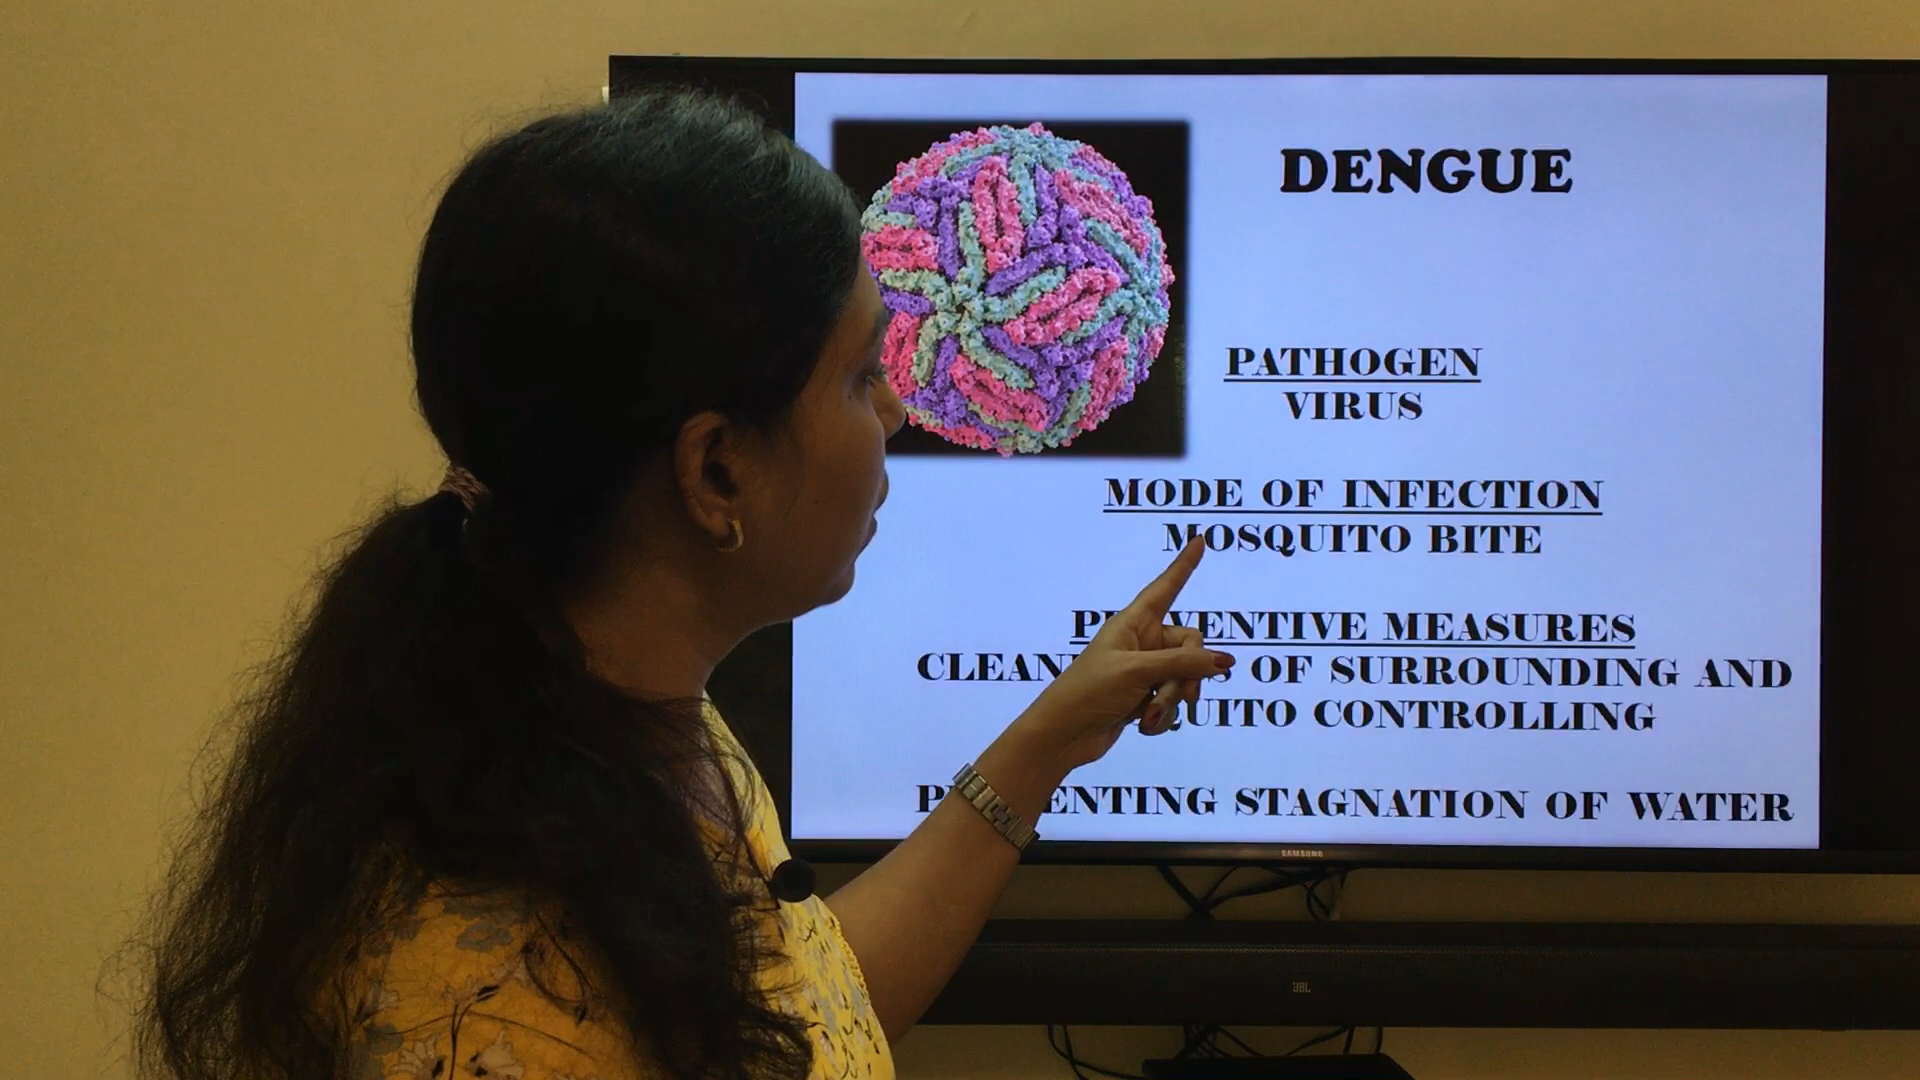 DENGUE
PATHOGEN
VIRUS
MODE OF INFECTION
MOSQUITO BITE
MEASURES
OF SURROUNDING AND
CONTROLLING
STAGNATION OF WATER
SAMSUNG
JBL